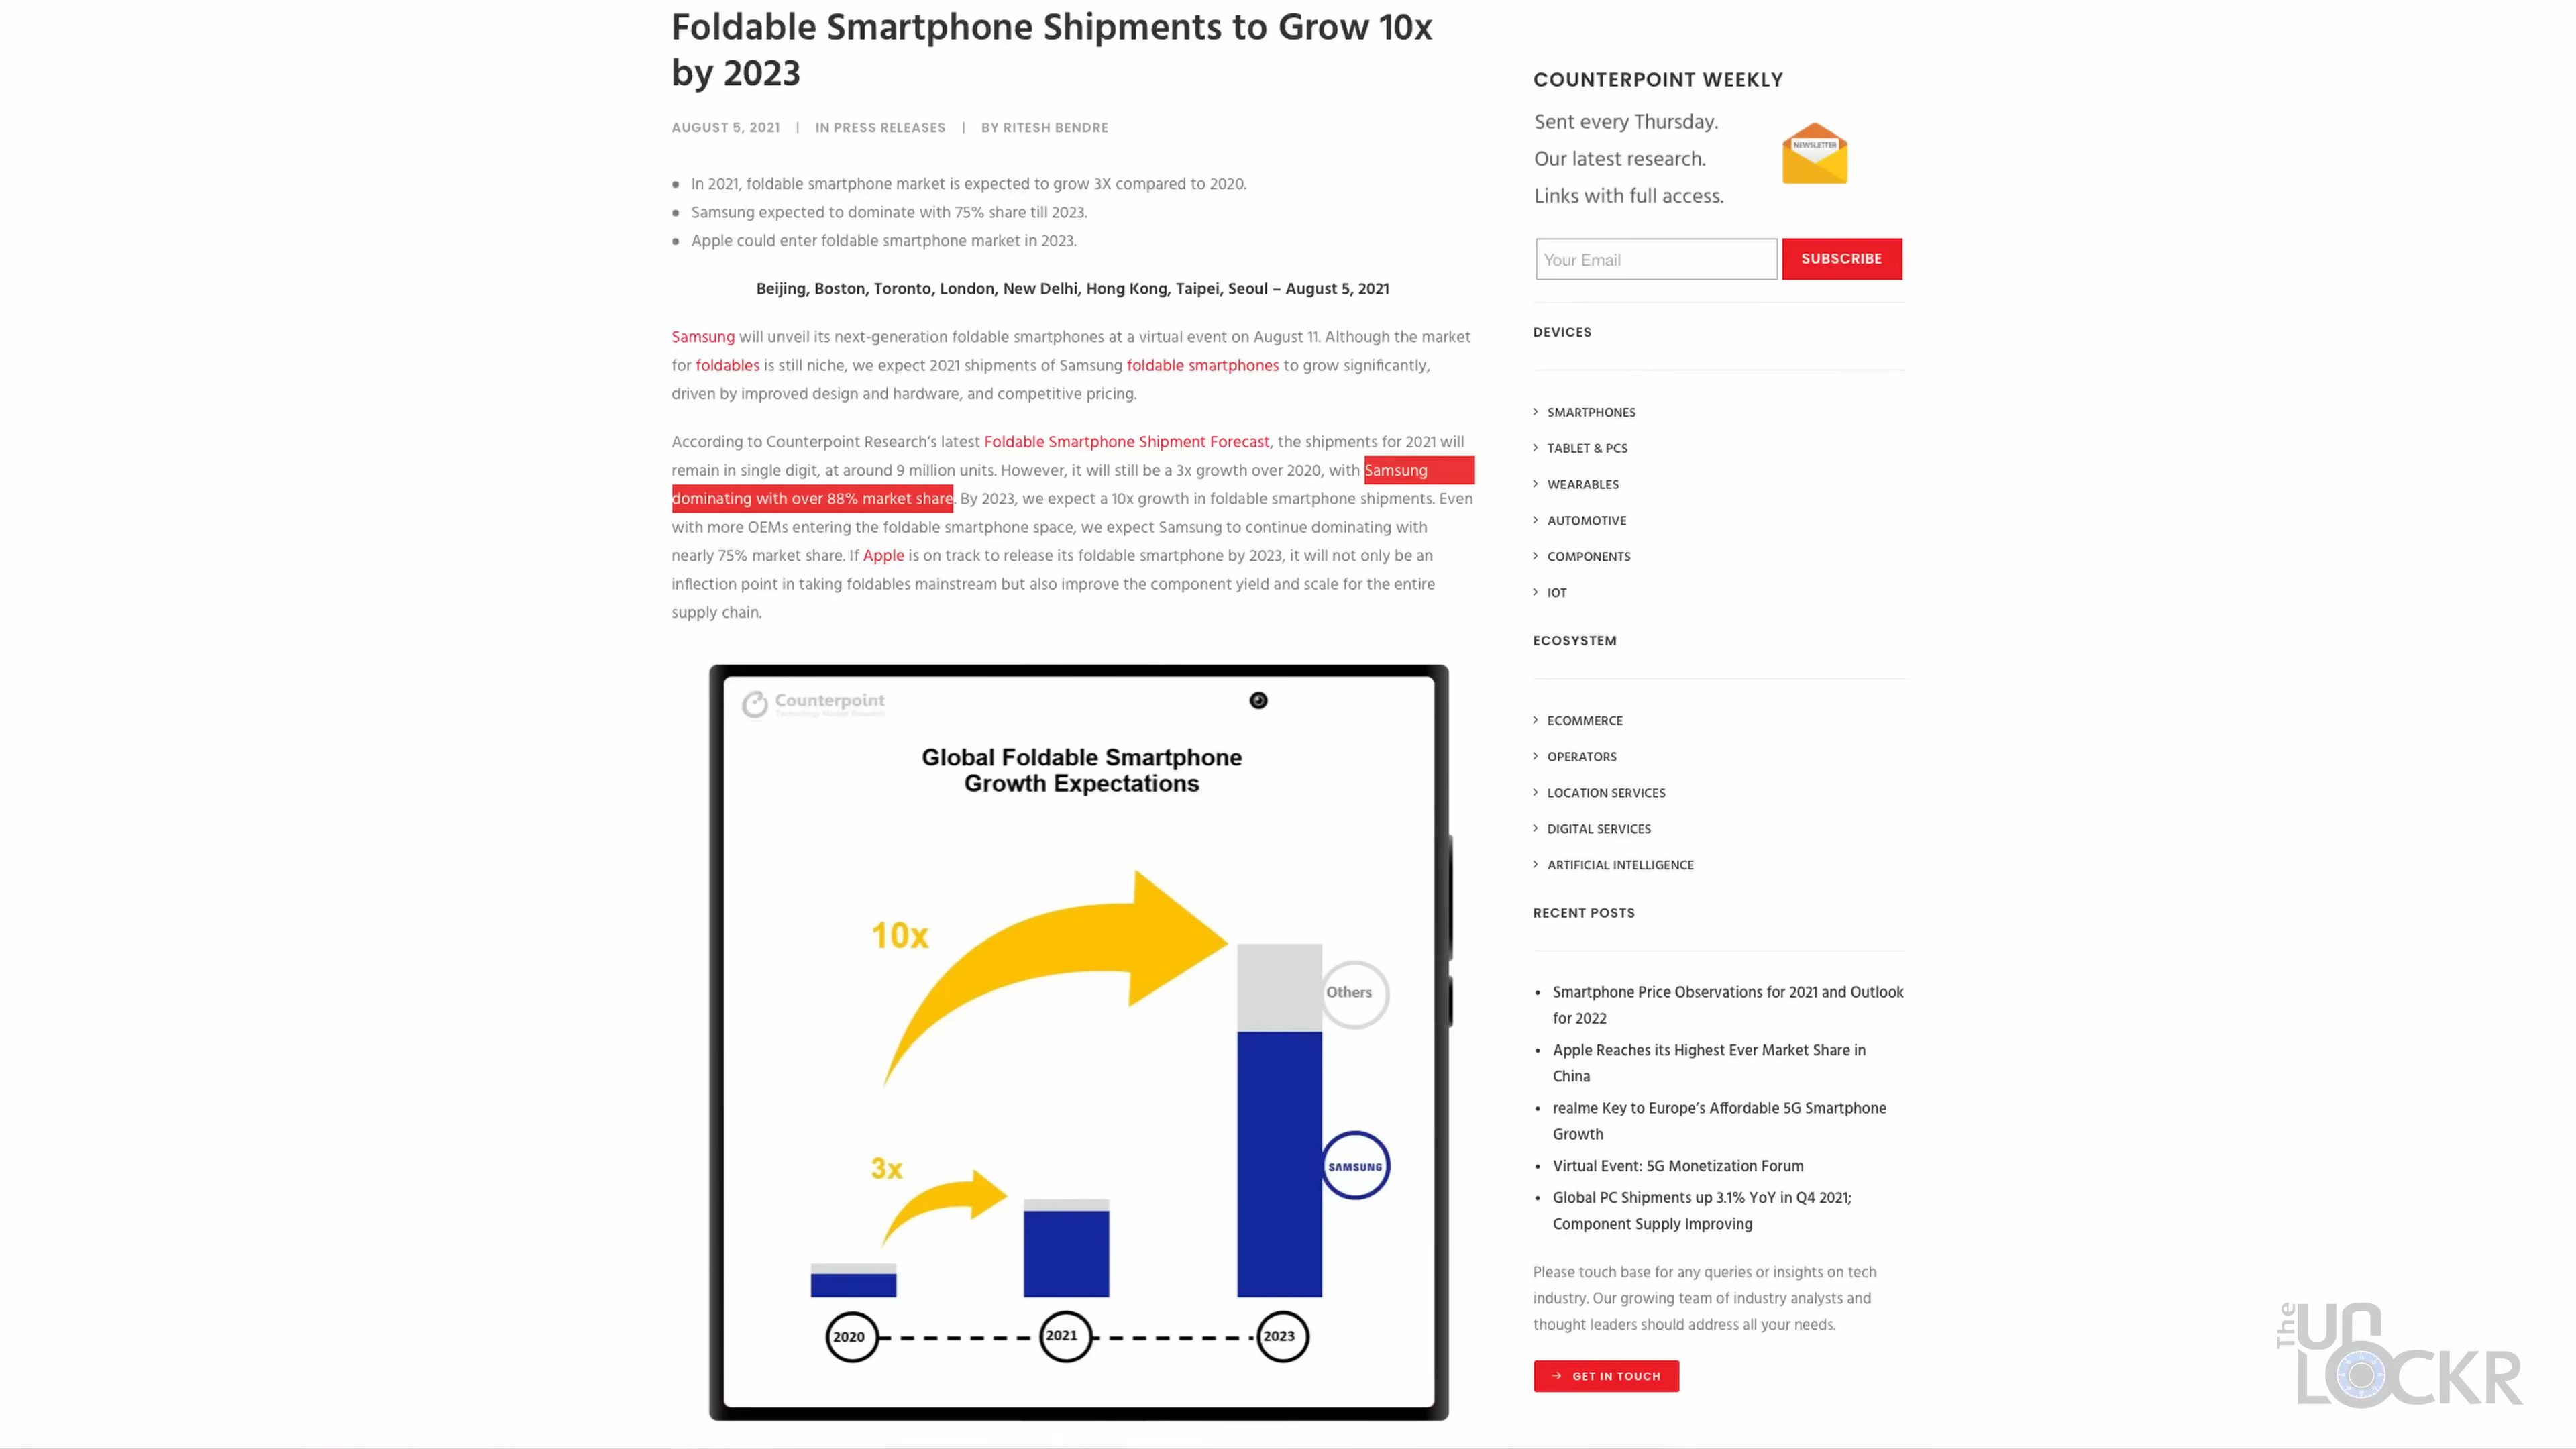 Foldable Smartphone Shipments to Grow 10x
by 2023
AUGUST 5, 2021 | IN PRESS RELEASES | BY RITESH BENDRE
In 2021, foldable smartphone market is expected to grow 3X compared to 2020.
Samsung expected to dominate with 75% share till 2023.
Apple could enter foldable smartphone market in 2023.
Beijing, Boston, Toronto, London, New Delhi, Hong Kong, Taipei, Seoul – August 5, 2021
Samsung will unveil its next-generation foldable smartphones at a virtual event on August 11. Although the market
for foldables is still niche, we expect 2021 shipments of Samsung foldable smartphones to grow significantly,
driven by improved design and hardware, and competitive pricing.
According to Counterpoint Research's latest Foldable Smartphone Shipment Forecast, the shipments for 2021 will
remain in single digit, at around 9 million units. However, it will still be a 3x growth over 2020, with Samsung
dominating with over 88% market share. By 2023, we expect a 10x growth in foldable smartphone shipments. Even
with more OEMs entering the foldable smartphone space, we expect Samsung to continue dominating with
nearly 75% market share. If Apple is on track to release its foldable smartphone by 2023, it will not only be an
inflection point in taking foldables mainstream but also improve the component yield and scale for the entire
supply chain.
Counterpoint
Technology Market Research
Global Foldable Smartphone
Growth Expectations
10x
Others
3x
SAMSUNG
2020
2021
2023
COUNTERPOINT WEEKLY
Sent every Thursday.
Our latest research.
Links with full access.
NEWSLETTER
Your Email
SUBSCRIBE
DEVICES
SMARTPHONES
TABLET & PCS
WEARABLES
AUTOMOTIVE
COMPONENTS
IOT
ECOSYSTEM
ECOMMERCE
OPERATORS
LOCATION SERVICES
DIGITAL SERVICES
ARTIFICIAL INTELLIGENCE
RECENT POSTS
Smartphone Price Observations for 2021 and Outlook
for 2022
Apple Reaches its Highest Ever Market Share in
China
realme Key to Europe's Affordable 5G Smartphone
Growth
Virtual Event: 5G Monetization Forum
Global PC Shipments up 3.1% YoY in Q4 2021;
Component Supply Improving
Please touch base for any queries or insights on tech
industry. Our growing team of industry analysts and
thought leaders should address all your needs.
→ GET IN TOUCH
The
UN
LOCKR